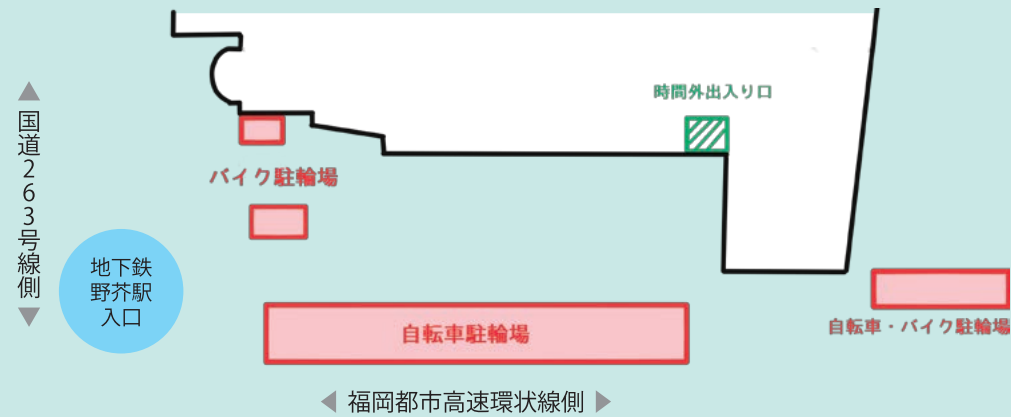 時間外出入り口
バイク駐輪場
国道263号線側
地下鉄
野芥駅
入口
自転車駐輪場
自転車・バイク駐輪場
福岡都市高速環状線側